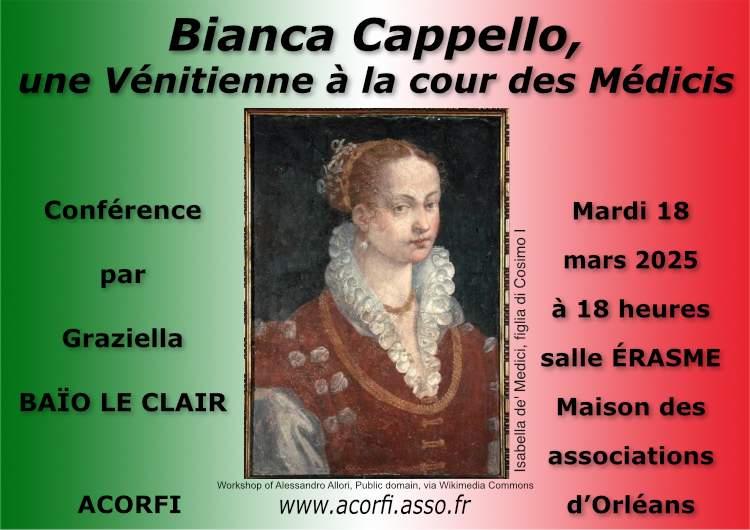 Bianca Cappello,
une Vénitienne à la cour des Médicis
Conférence
par
Graziella
BAÏO LE CLAIR
ACORFI
Isabella de' Medici, figlia di Cosimo I
Workshop of Alessandro Allori, Public domain, via Wikimedia Commons
www.acorfi.asso.fr
Mardi 18
mars 2025
à 18 heures
salle ÉRASME
Maison des
associations
d’Orléans